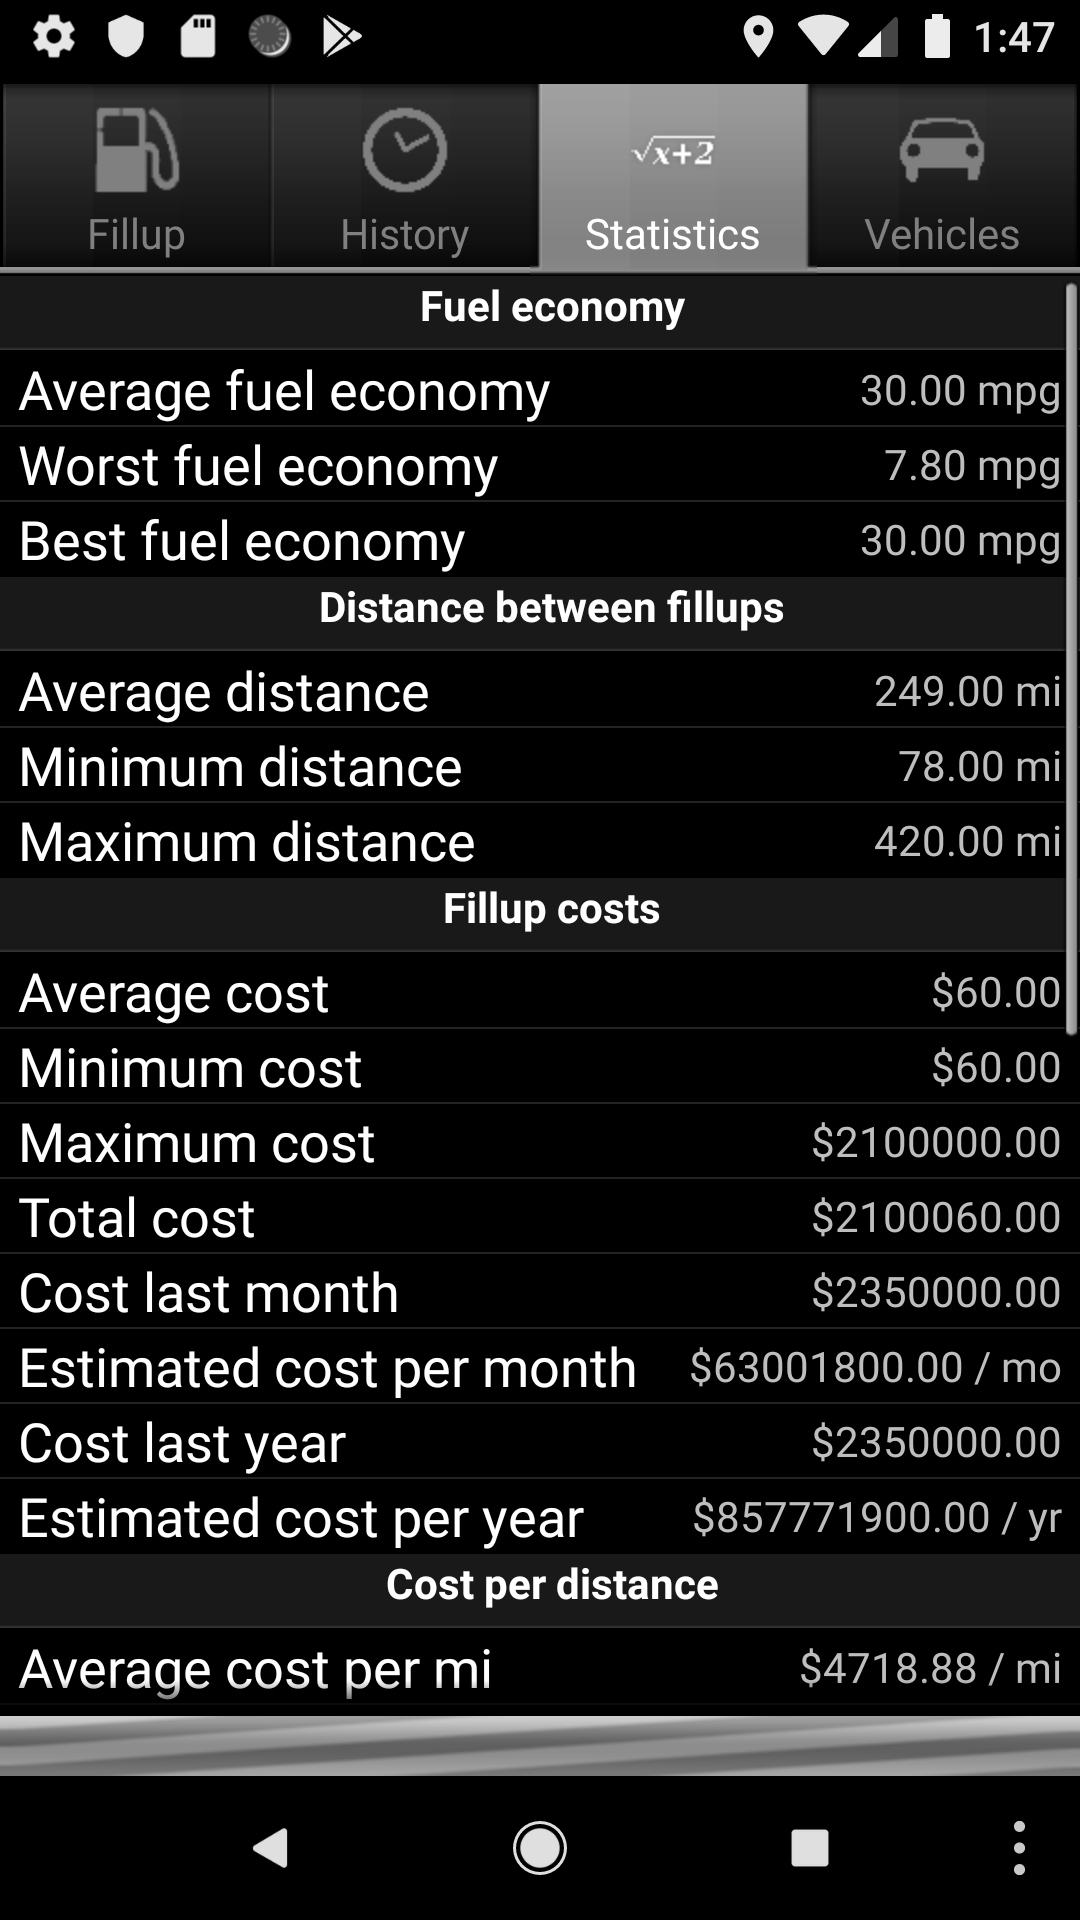 1:47
√x+2
Fillup History Statistics Vehicles
Fuel economy
Average fuel economy 30.00 mpg
Worst fuel economy 7.80 mpg
Best fuel economy 30.00 mpg
Distance between fillups
Average distance 249.00 mi
Minimum distance 78.00 mi
Maximum distance 420.00 mi
Fillup costs
Average cost $60.00
Minimum cost $60.00
Maximum cost $2100000.00
Total cost $2100060.00
Cost last month $2350000.00
Estimated cost per month $63001800.00 / mo
Cost last year $2350000.00
Estimated cost per year $857771900.00 / yr
Cost per distance
Average cost per mi $4718.88 / mi